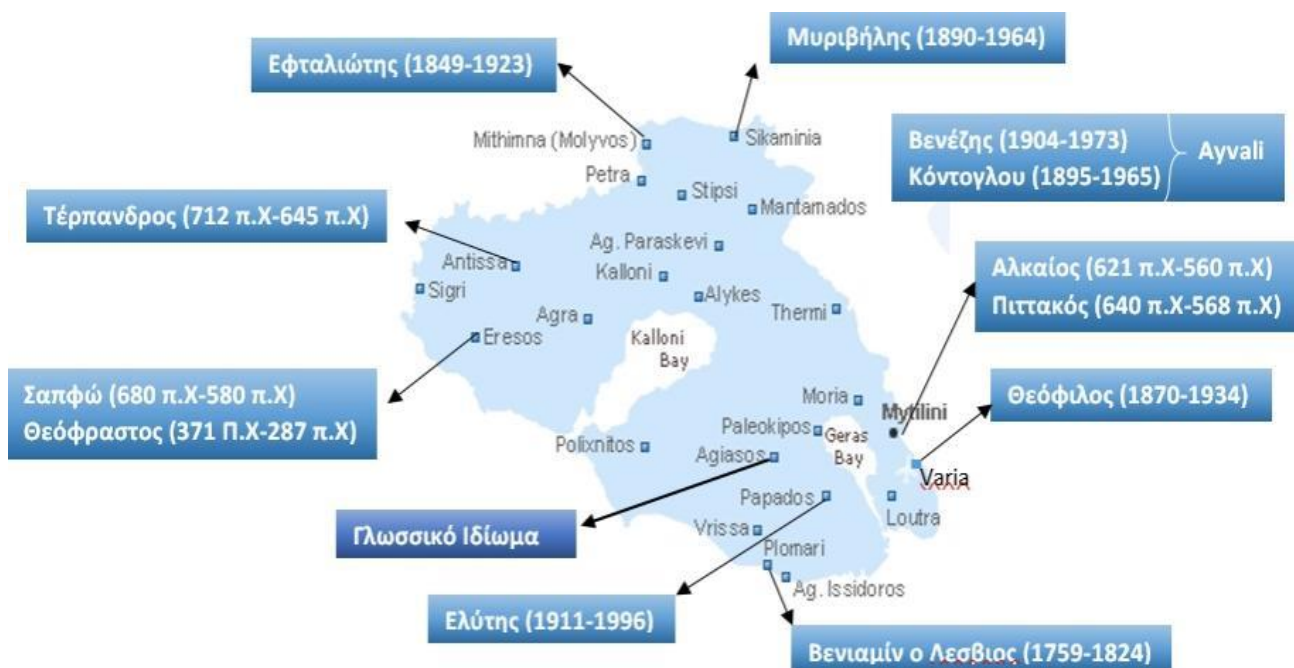 Μυριβήλης (1890-1964)
Εφταλιώτης (1849-1923)
Mithimna (Molyvos)
Sikaminia
Βενέζης (1904-1973)
Κόντογλου (1895-1965)
Ayvali
Petra
Stipsi
Mantamados
Τέρπανδρος (712 π.Χ-645 π.Χ)
Ag. Paraskevi
Antissa
Kalloni
Αλκαίος (621 π.Χ-560 π.Χ)
Πιττακός (640 π.Χ-568 π.Χ)
Sigri
Alykes
Agra
Thermi
Eresos
Kalloni
Bay
Σαπφώ (680 π.Χ-580 π.Χ)
Θεόφραστος (371 Π.Χ-287 π.Χ)
Θεόφιλος (1870-1934)
Moria
Mytilini
Paleokipos
Geras
Bay
Polixnitos
Agiasos
Varia
Papados
Loutra
Γλωσσικό Ιδίωμα
Vrissa
Plomari
Ag. Issidoros
Ελύτης (1911-1996)
Βενιαμίν ο Λεσβιος (1759-1824)